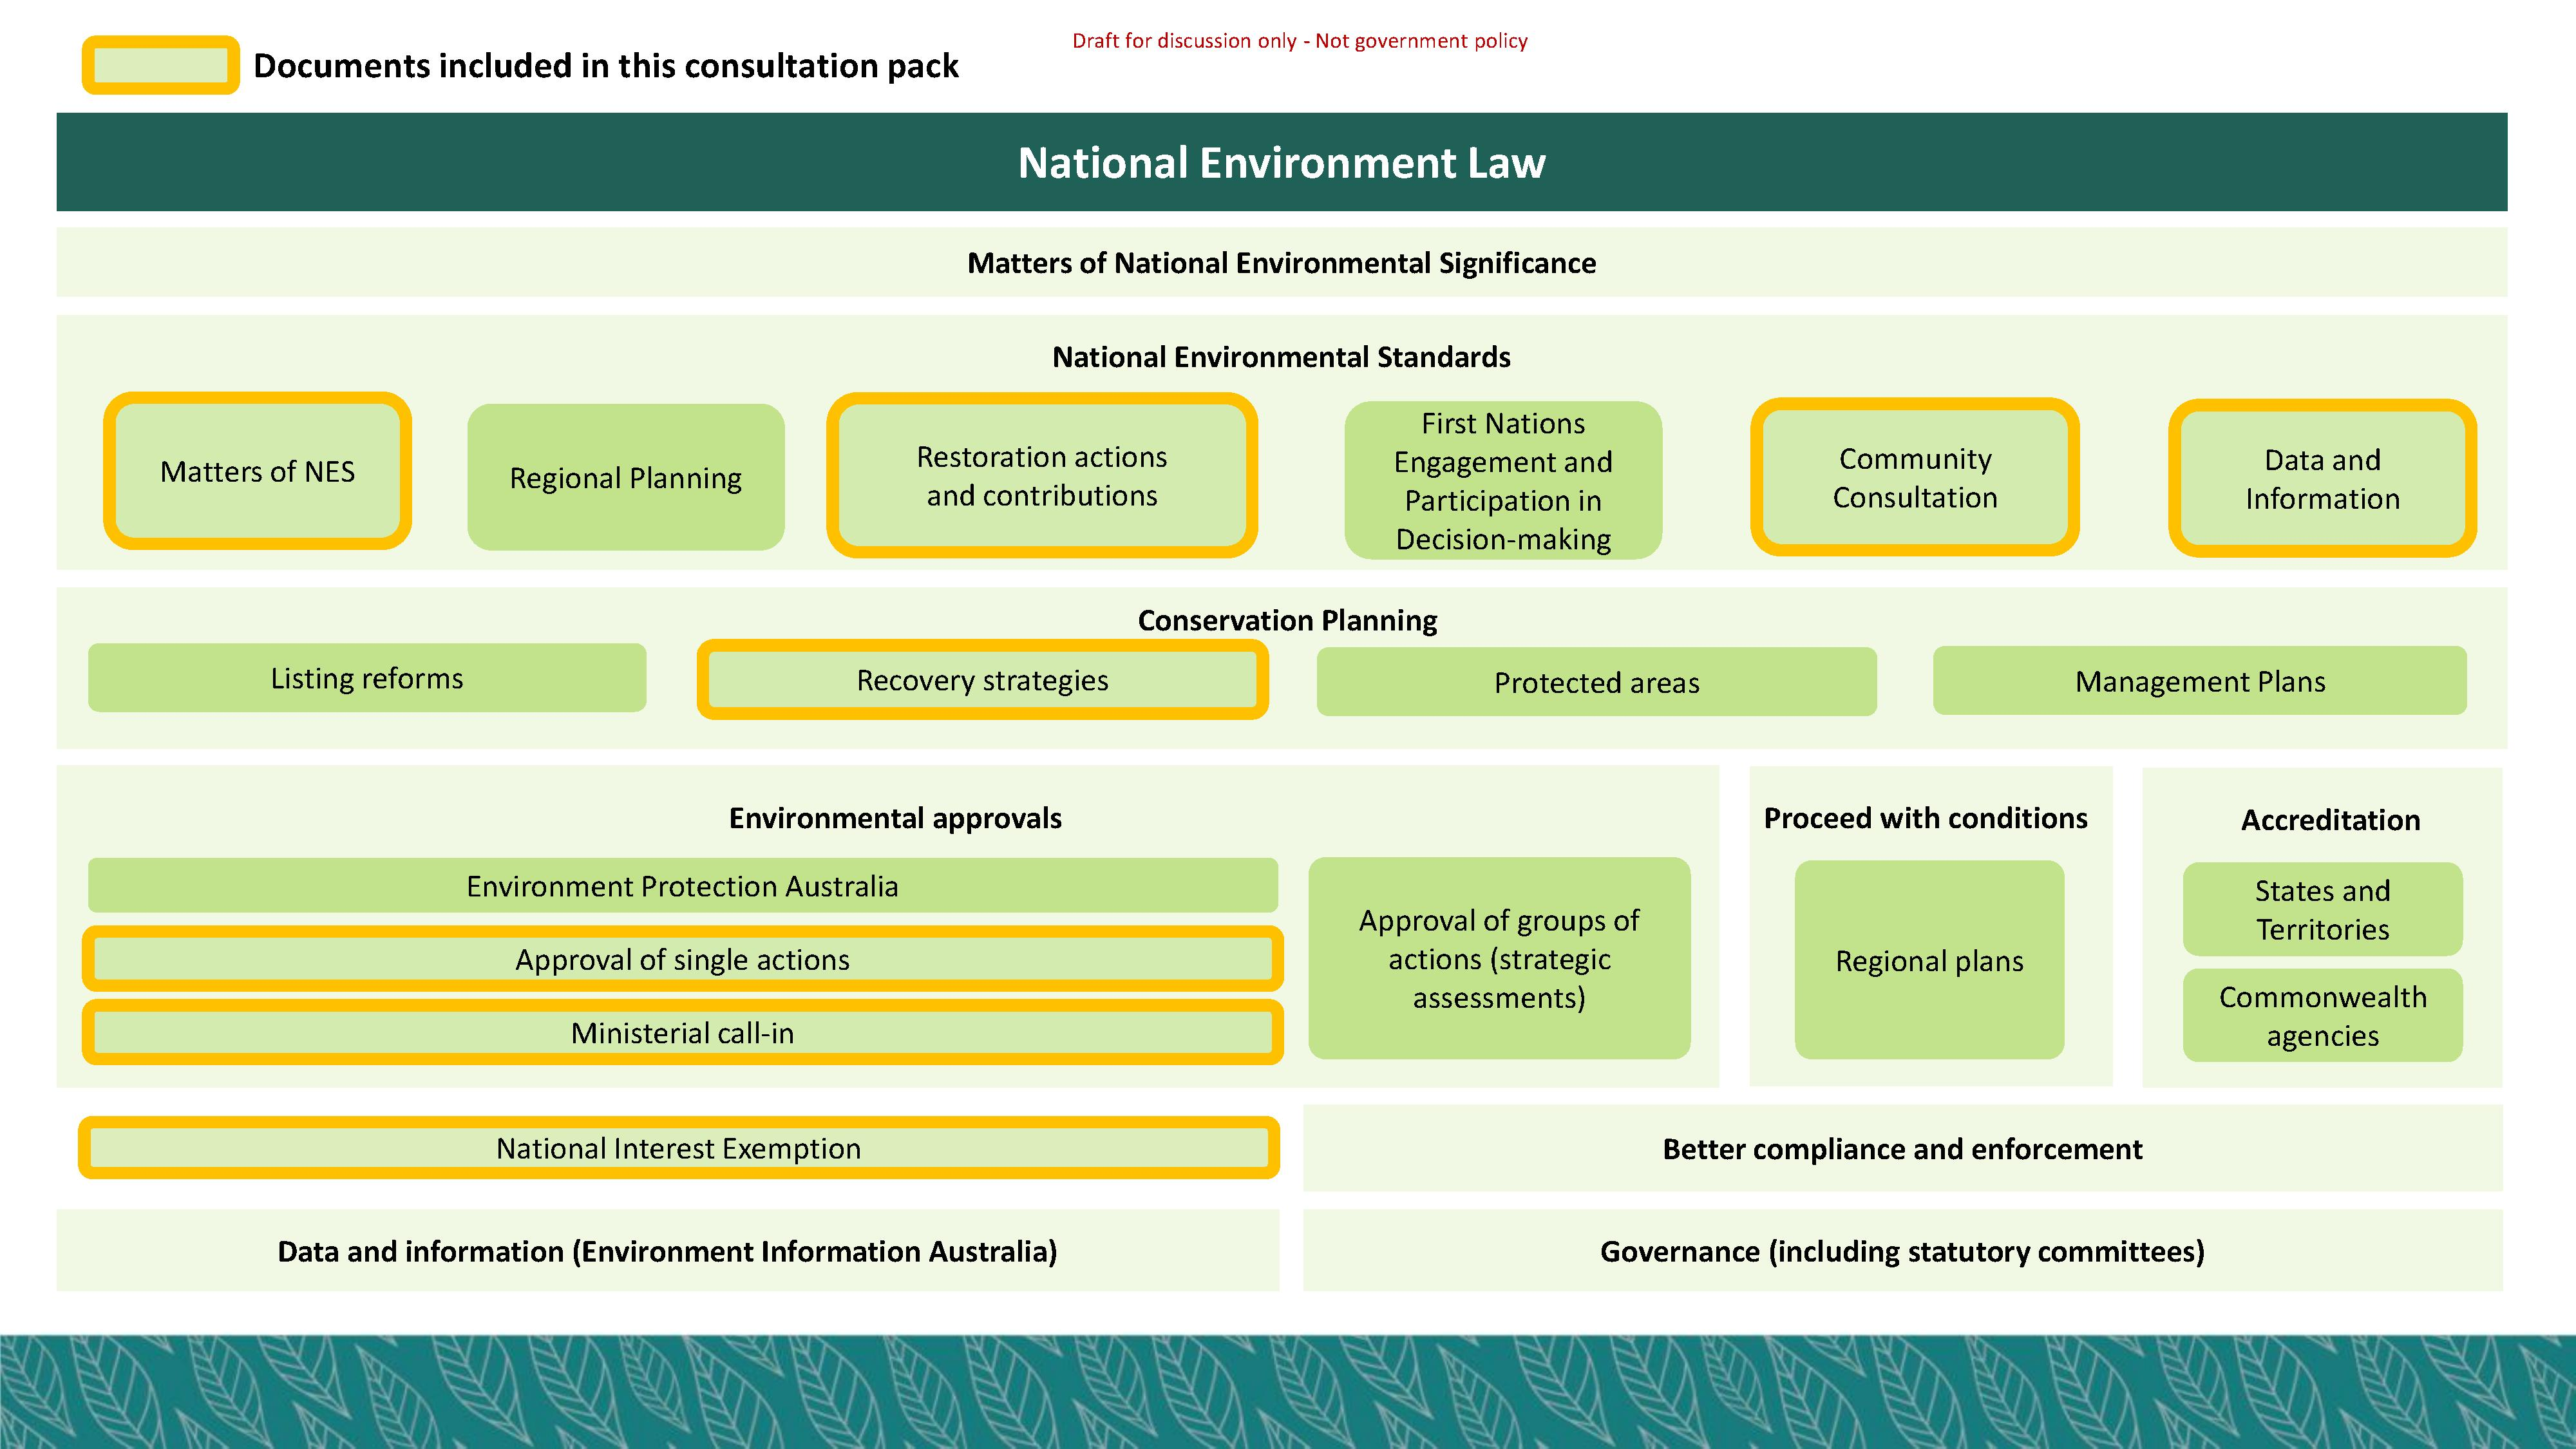 Draft for discussion only - Not government policy
Documents included in this consultation pack
National Environment Law
Matters of National Environmental Significance
National Environmental Standards
Matters of NES
Regional Planning
Restoration actions
and contributions
First Nations
Engagement and
Participation in
Decision-making
Community
Consultation
Data and
Information
Conservation Planning
Listing reforms
Recovery strategies
Protected areas
Management Plans
Environmental approvals
Environment Protection Australia
Approval of single actions
Ministerial call-in
Approval of groups of
actions (strategic
assessments)
Proceed with conditions
Regional plans
Accreditation
States and
Territories
Commonwealth
agencies
National Interest Exemption
Better compliance and enforcement
Data and information (Environment Information Australia)
Governance (including statutory committees)